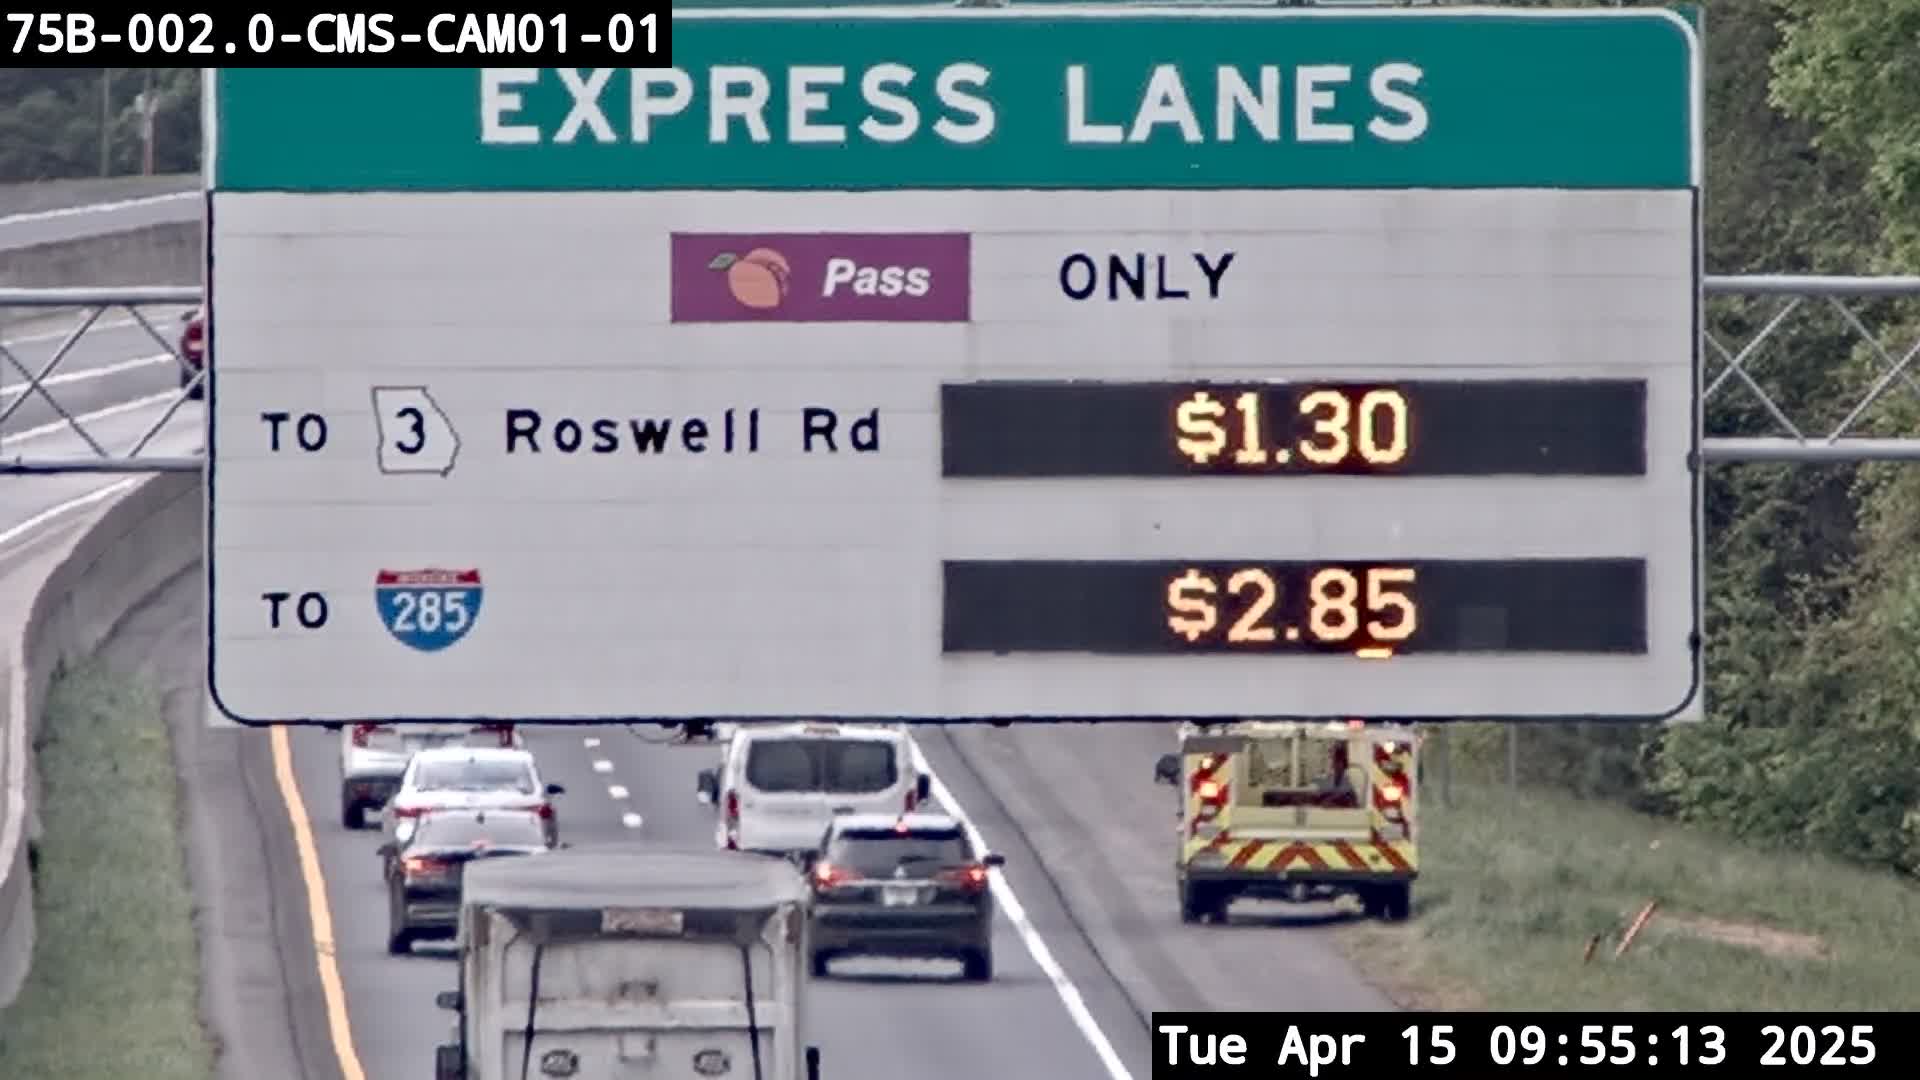 75B-002.0-CMS-CAM01-01
EXPRESS LANES
Pass ONLY
TO 3 Roswell Rd $1.30
TO 285 $2.85
Tue Apr 15 09:55:13 2025